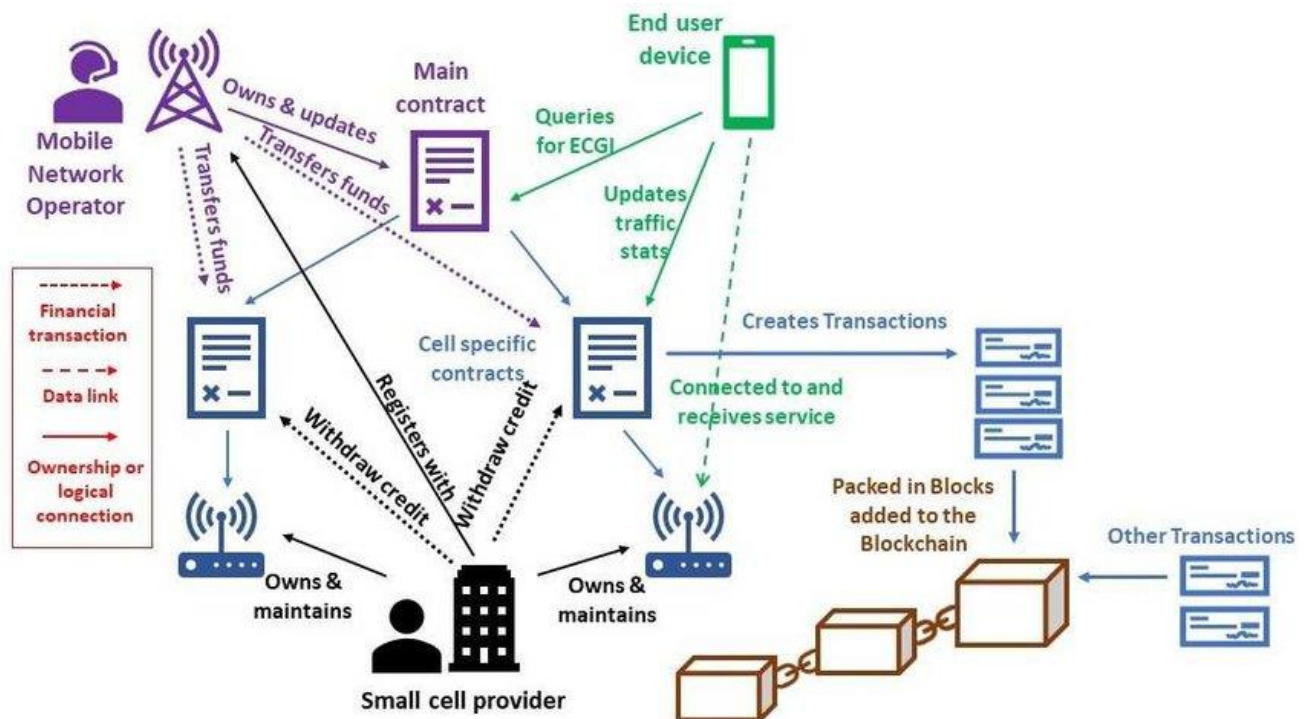 End user
device
Main
contract
Owns & updates
Transfers funds
Queries
for ECGI
Mobile
Network
Operator
Transfers funds
Updates
traffic
stats
Financial
transaction
Data link
Ownership or
logical
connection
Cell specific
contracts
Creates Transactions
Connected to and
receives service
Registers with
Withdraw credit
Withdraw credit
Packed in Blocks
added to the
Blockchain
Other Transactions
Owns &
maintains
Owns &
maintains
Small cell provider